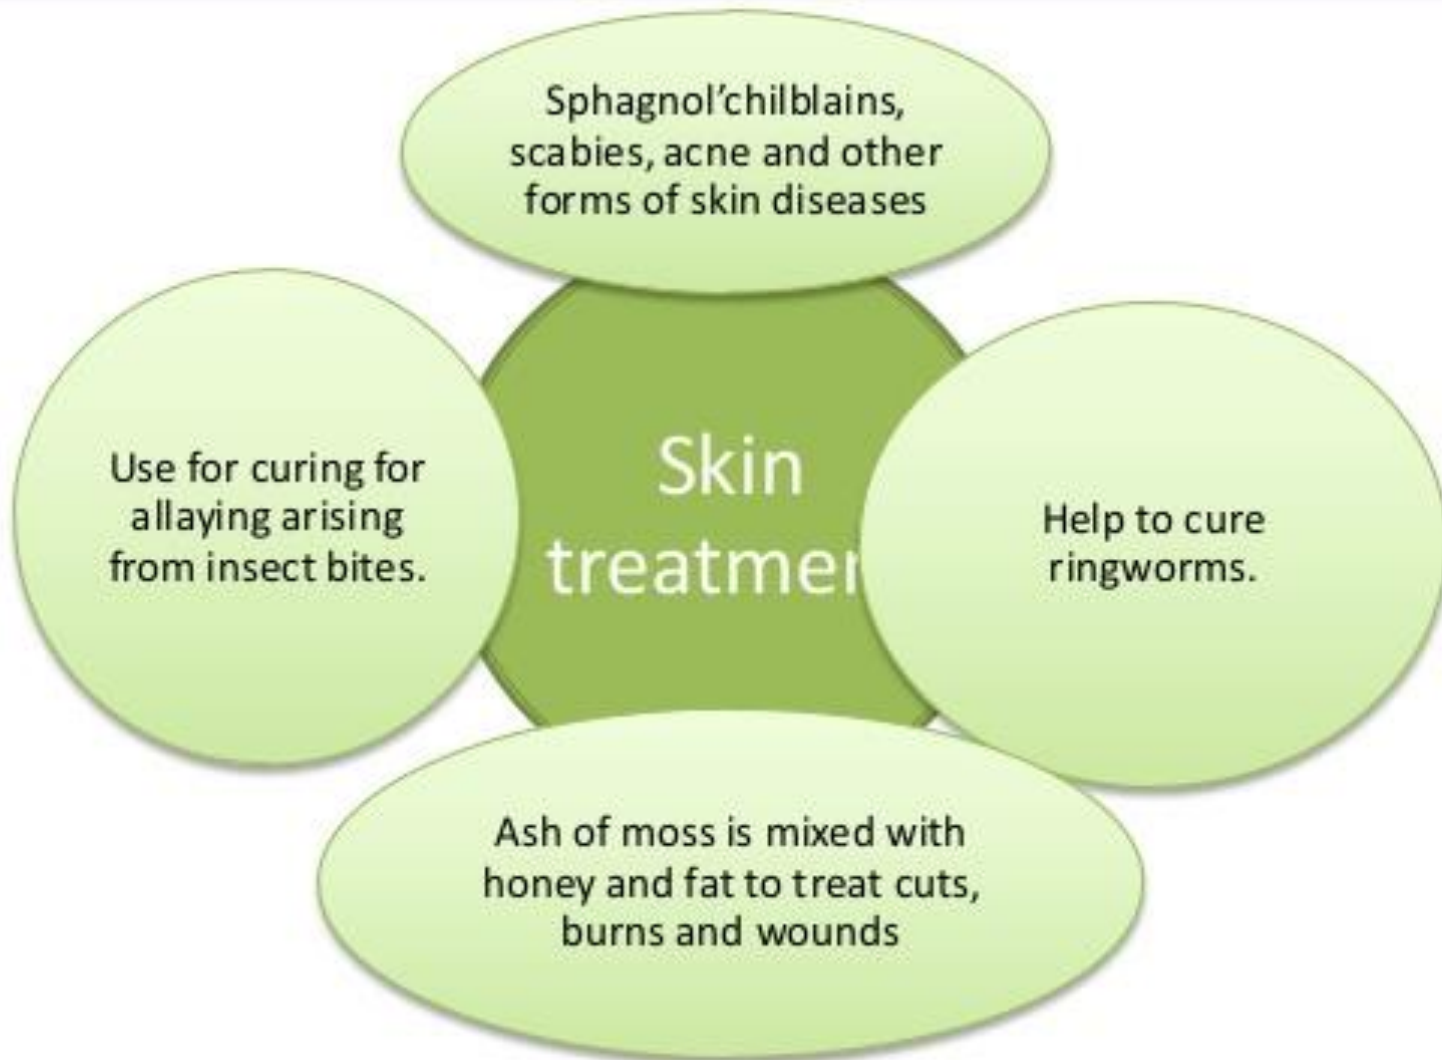 Sphagnol’chilblains,
scabies, acne and other
forms of skin diseases
Use for curing for
allaying arising
from insect bites.
Skin
treatmen
Help to cure
ringworms.
Ash of moss is mixed with
honey and fat to treat cuts,
burns and wounds